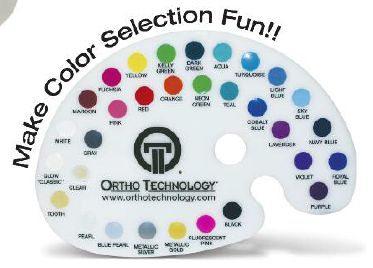 Make Color Selection Fun!!
YELLOW
KELLY GREEN
DARK GREEN
AQUA
TURQUOISE
FUCHSIA
LIGHT BLUE
MAROON
PINK
RED
ORANGE
NEON GREEN
TEAL
SKY BLUE
COBALT BLUE
NAVY BLUE
LAVENDER
WHITE
GRAY
GLOW "CLASSIC"
CLEAR
VIOLET
ROYAL BLUE
PURPLE
TOOTH
ORTHO TECHNOLOGY
www.orthotechnology.com
PEARL
BLUE PEARL
METALLIC SILVER
METALLIC GOLD
FLUORESCENT PINK
BLACK